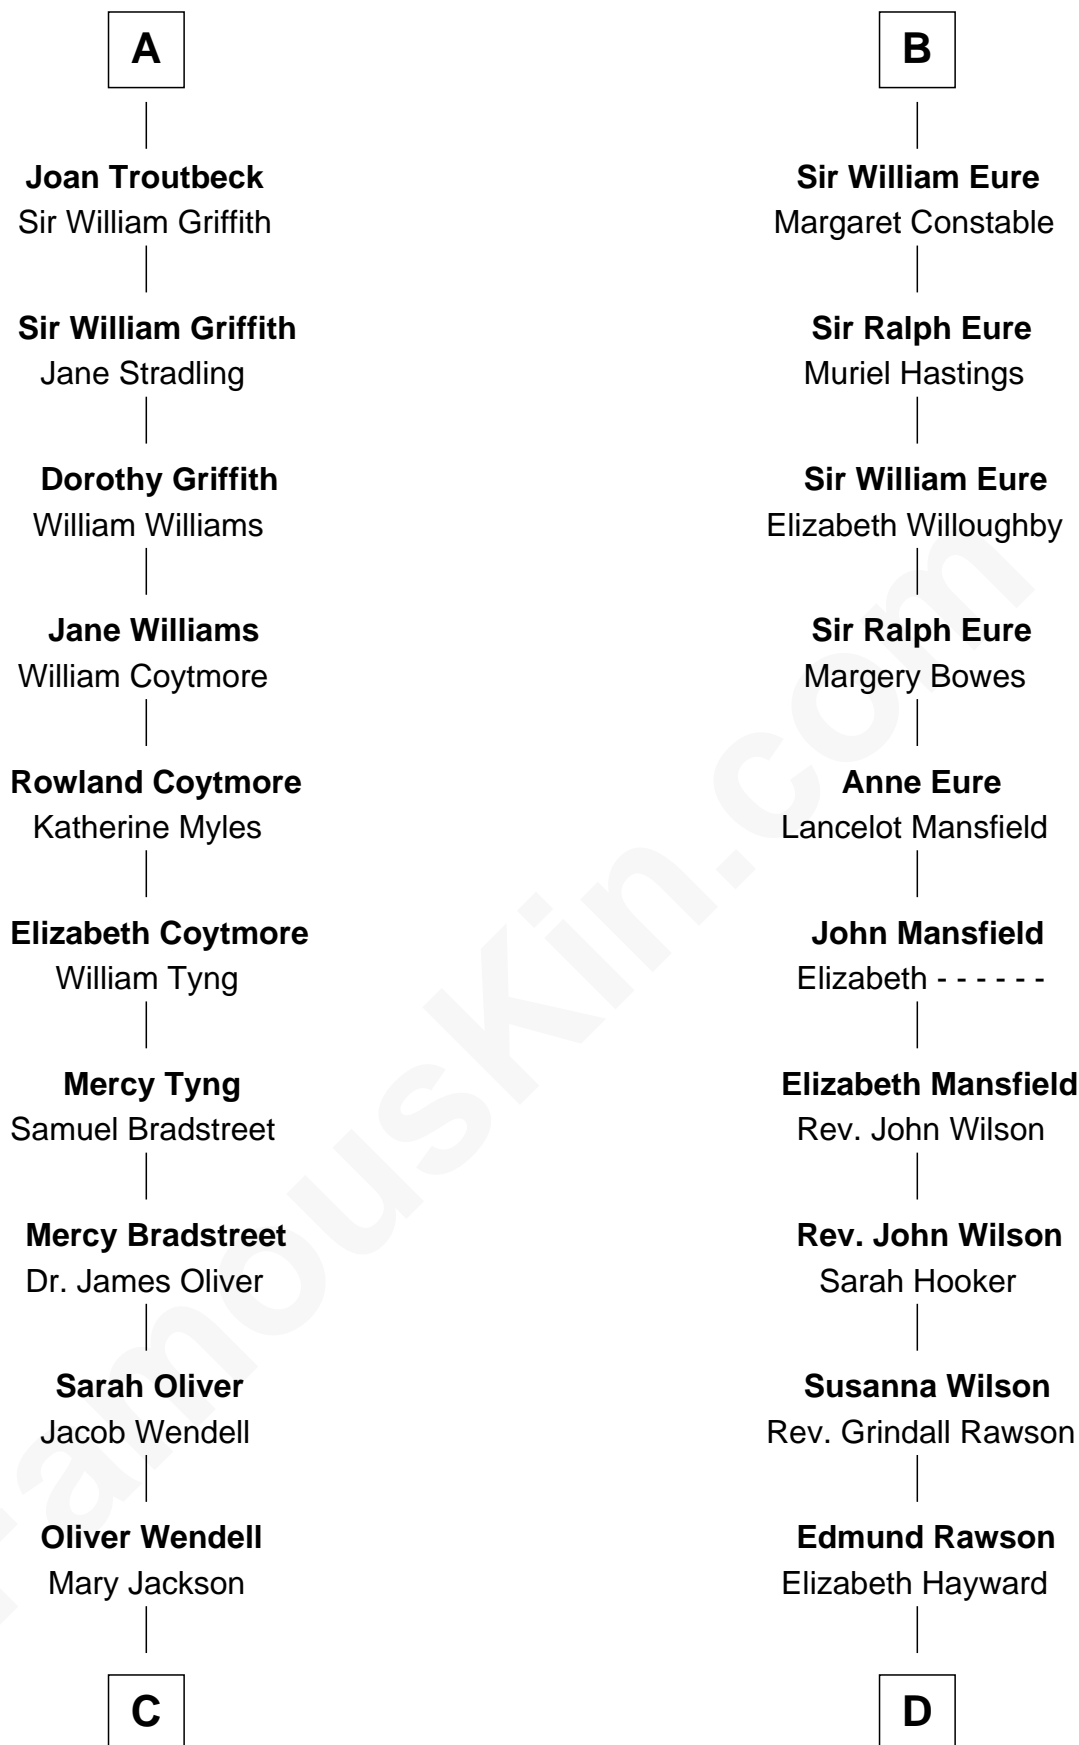 A
Joan Troutbeck
Sir William Griffith
Sir William Griffith
Jane Stradling
Dorothy Griffith
William Williams
Jane Williams
William Coytmore
Rowland Coytmore
Katherine Myles
Elizabeth Coytmore
William Tyng
Mercy Tyng
Samuel Bradstreet
Mercy Bradstreet
Dr. James Oliver
Sarah Oliver
Jacob Wendell
Oliver Wendell
Mary Jackson
C
B
Sir William Eure
Margaret Constable
Sir Ralph Eure
Muriel Hastings
Sir William Eure
Elizabeth Willoughby
Sir Ralph Eure
Margery Bowes
Anne Eure
Lancelot Mansfield
John Mansfield
Elizabeth - - - - - -
Elizabeth Mansfield
Rev. John Wilson
Rev. John Wilson
Sarah Hooker
Susanna Wilson
Rev. Grindall Rawson
Edmund Rawson
Elizabeth Hayward
D
FamousKin.com